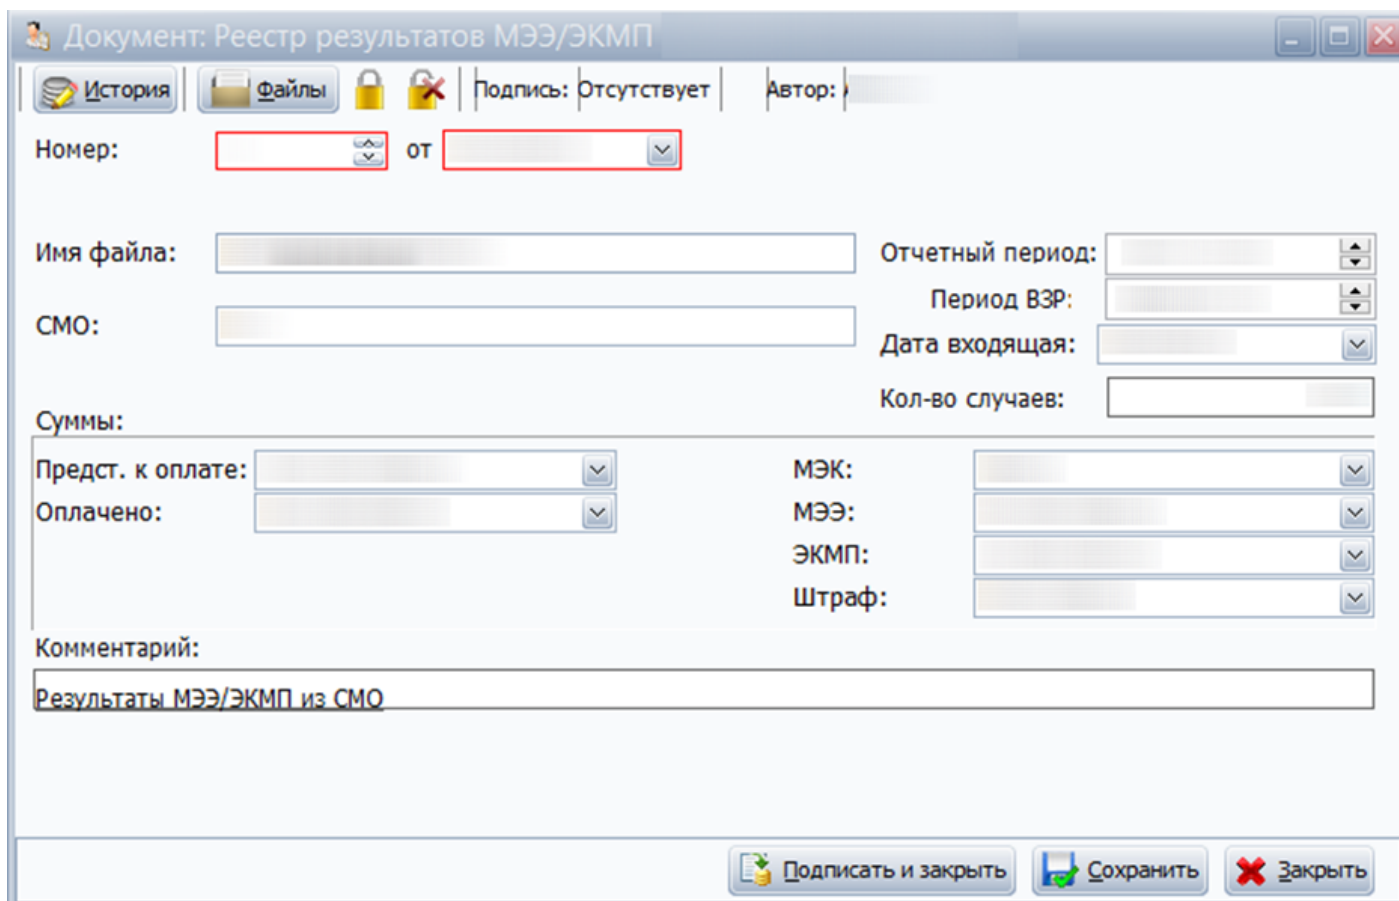 Документ: Реестр результатов МЭЭ/ЭКМП
История Файлы Подпись: Отсутствует Автор:
Номер: от
Имя файла: Отчетный период:
Период ВЗР:
СМО:
Дата входящая:
Кол-во случаев:
Суммы:
Предст. к оплате: МЭК:
Оплачено: МЭЭ:
ЭКМП:
Штраф:
Комментарий:
Результаты МЭЭ/ЭКМП из СМО
Подписать и закрыть Сохранить Закрыть